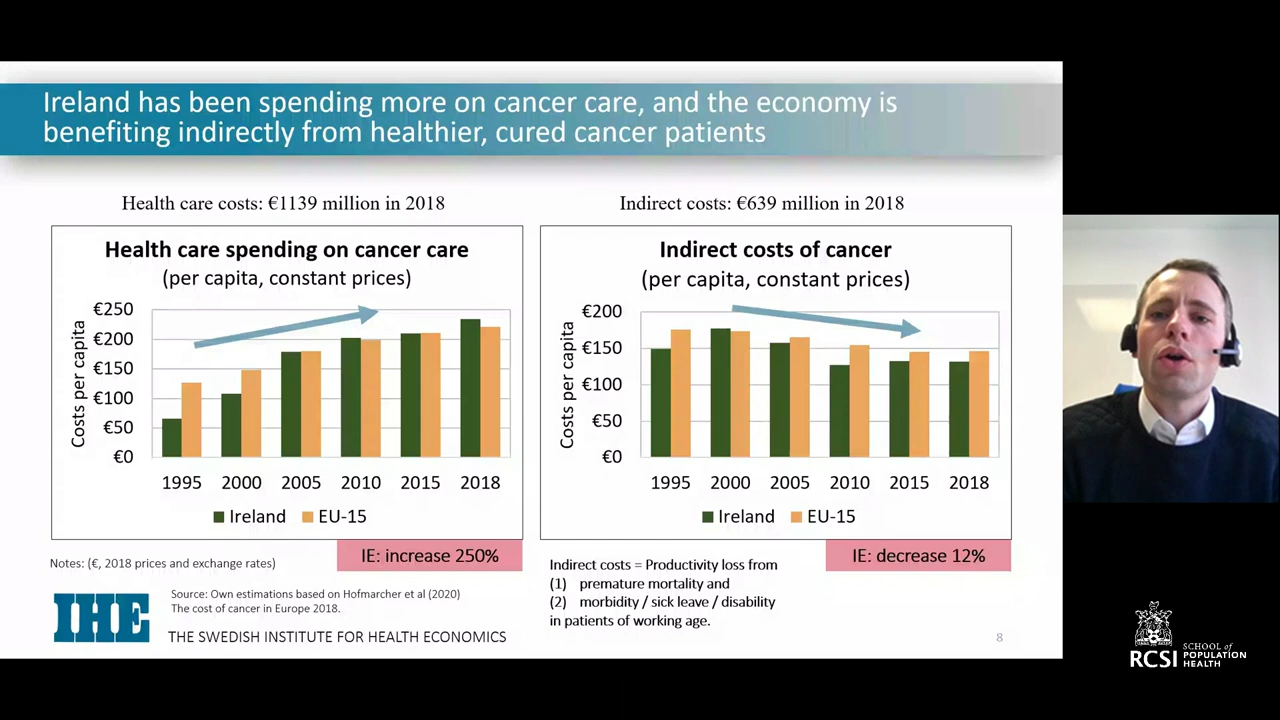 Ireland has been spending more on cancer care, and the economy is
benefiting indirectly from healthier, cured cancer patients
Health care costs: €1139 million in 2018
Health care spending on cancer care
(per capita, constant prices)
Costs per capita
€250
€200
€150
€100
€50
€0
1995 2000 2005 2010 2015 2018
Ireland EU-15
IE: increase 250%
Notes: (€, 2018 prices and exchange rates)
Indirect costs: €639 million in 2018
Indirect costs of cancer
(per capita, constant prices)
Costs per capita
€200
€150
€100
€50
€0
1995 2000 2005 2010 2015 2018
Ireland EU-15
IE: decrease 12%
Indirect costs = Productivity loss from
(1) premature mortality and
(2) morbidity / sick leave / disability
in patients of working age.
Source: Own estimations based on Hofmarcher et al (2020)
The cost of cancer in Europe 2018.
IHE
THE SWEDISH INSTITUTE FOR HEALTH ECONOMICS
8
RCSI
SCHOOL of
POPULATION
HEALTH